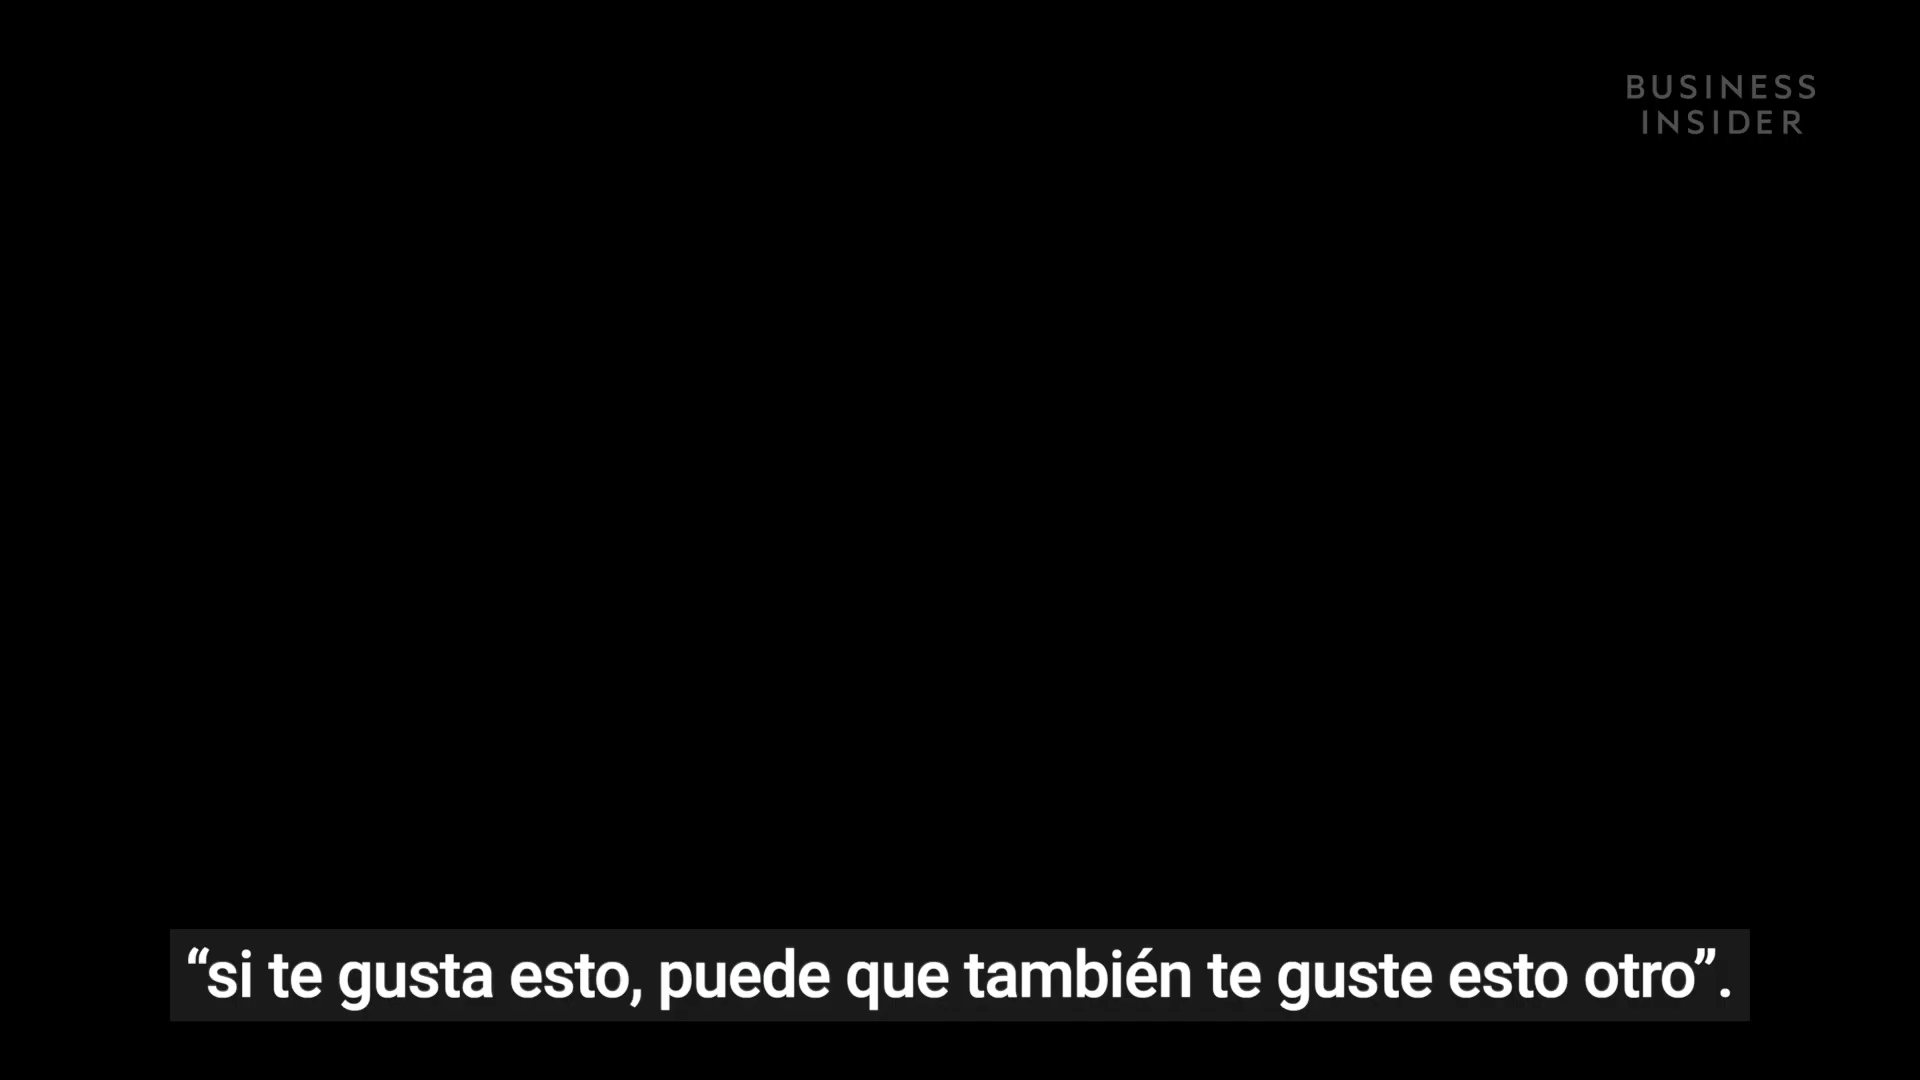 BUSINESS
INSIDER
“si te gusta esto, puede que también te guste esto otro”.